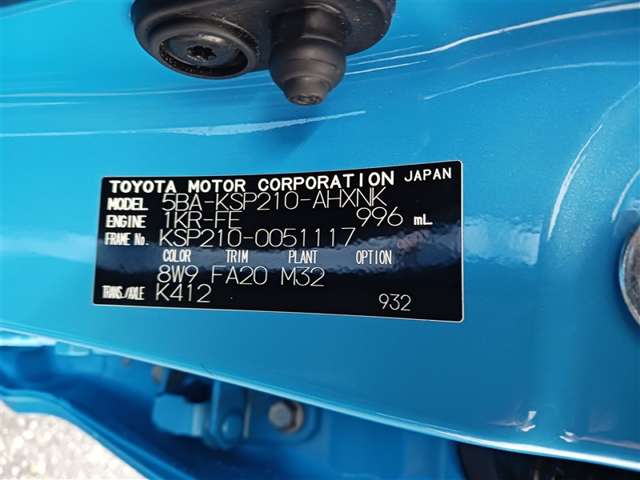 TOYOTA MOTOR CORPORATION JAPAN
MODEL 5BA-KSP210-AHXNK
ENGINE 1KR-FE 996 mL
FRAME No. KSP210-0051117
COLOR TRIM PLANT OPTION
8W9 FA20 M32
TRANS./AXLE K412 932